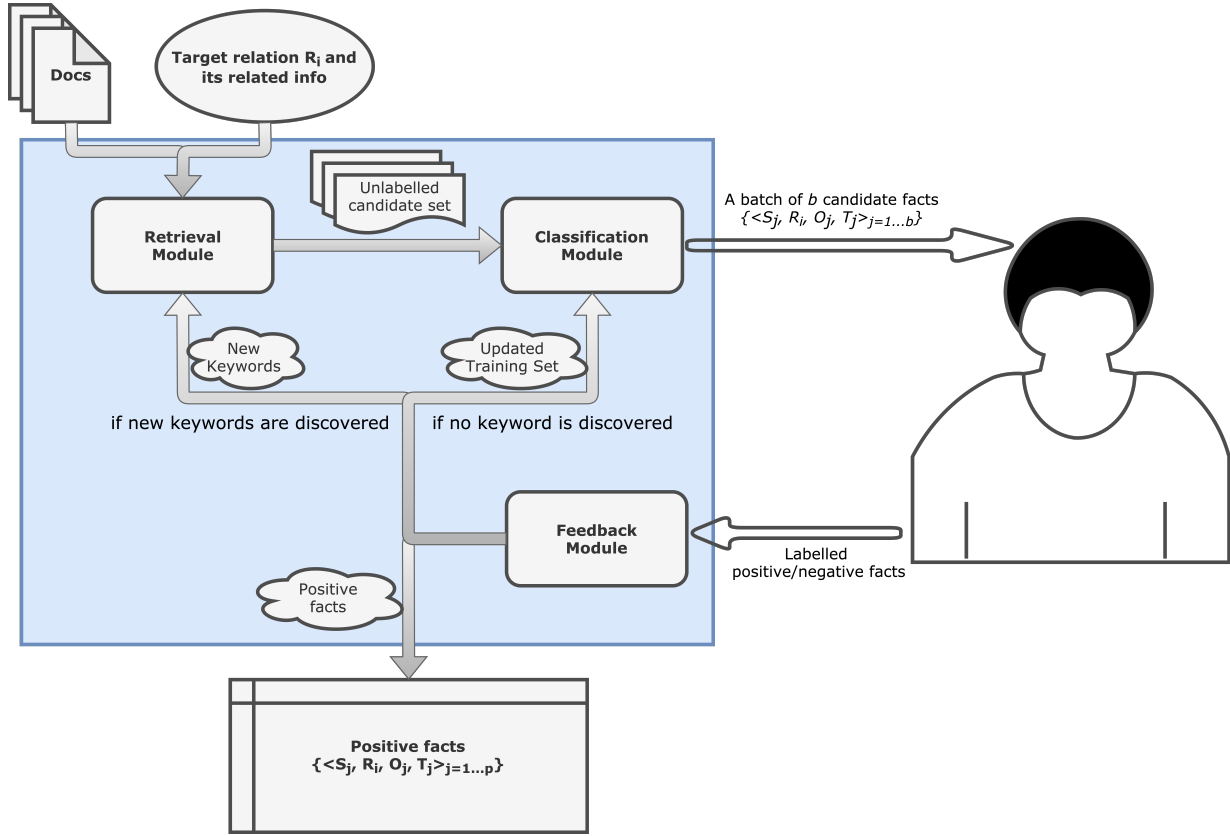 Docs
Target relation Ri and
its related info
Unlabelled
candidate set
Retrieval
Module
Classification
Module
A batch of b candidate facts
{<Sj, Ri, Oj, Tj>j=1...b}
New
Keywords
Updated
Training Set
if new keywords are discovered
if no keyword is discovered
Feedback
Module
Labelled
positive/negative facts
Positive
facts
Positive facts
{<Sj, Ri, Oj, Tj>j=1...p}